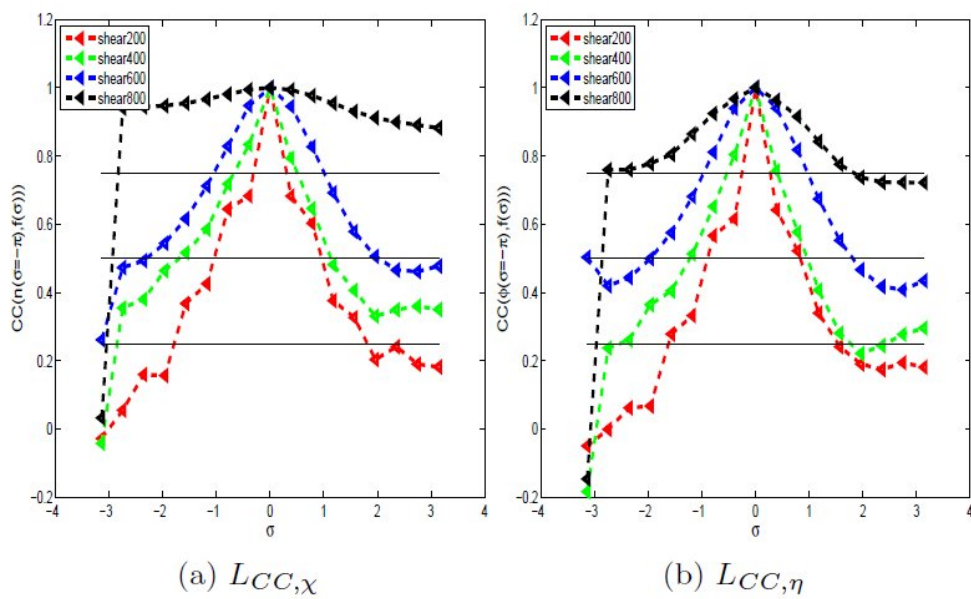 1.2
1
0.8
0.6
0.4
0.2
0
−0.2
−4
−3
−2
−1
0
1
2
3
4
σ
CC(n(σ=−π),f(σ))
shear200
shear400
shear600
shear800
(a) L_{CC,χ}
1.2
1
0.8
0.6
0.4
0.2
0
−0.2
−4
−3
−2
−1
0
1
2
3
4
σ
CC(ϕ(σ=−π),f(σ))
shear200
shear400
shear600
shear800
(b) L_{CC,η}